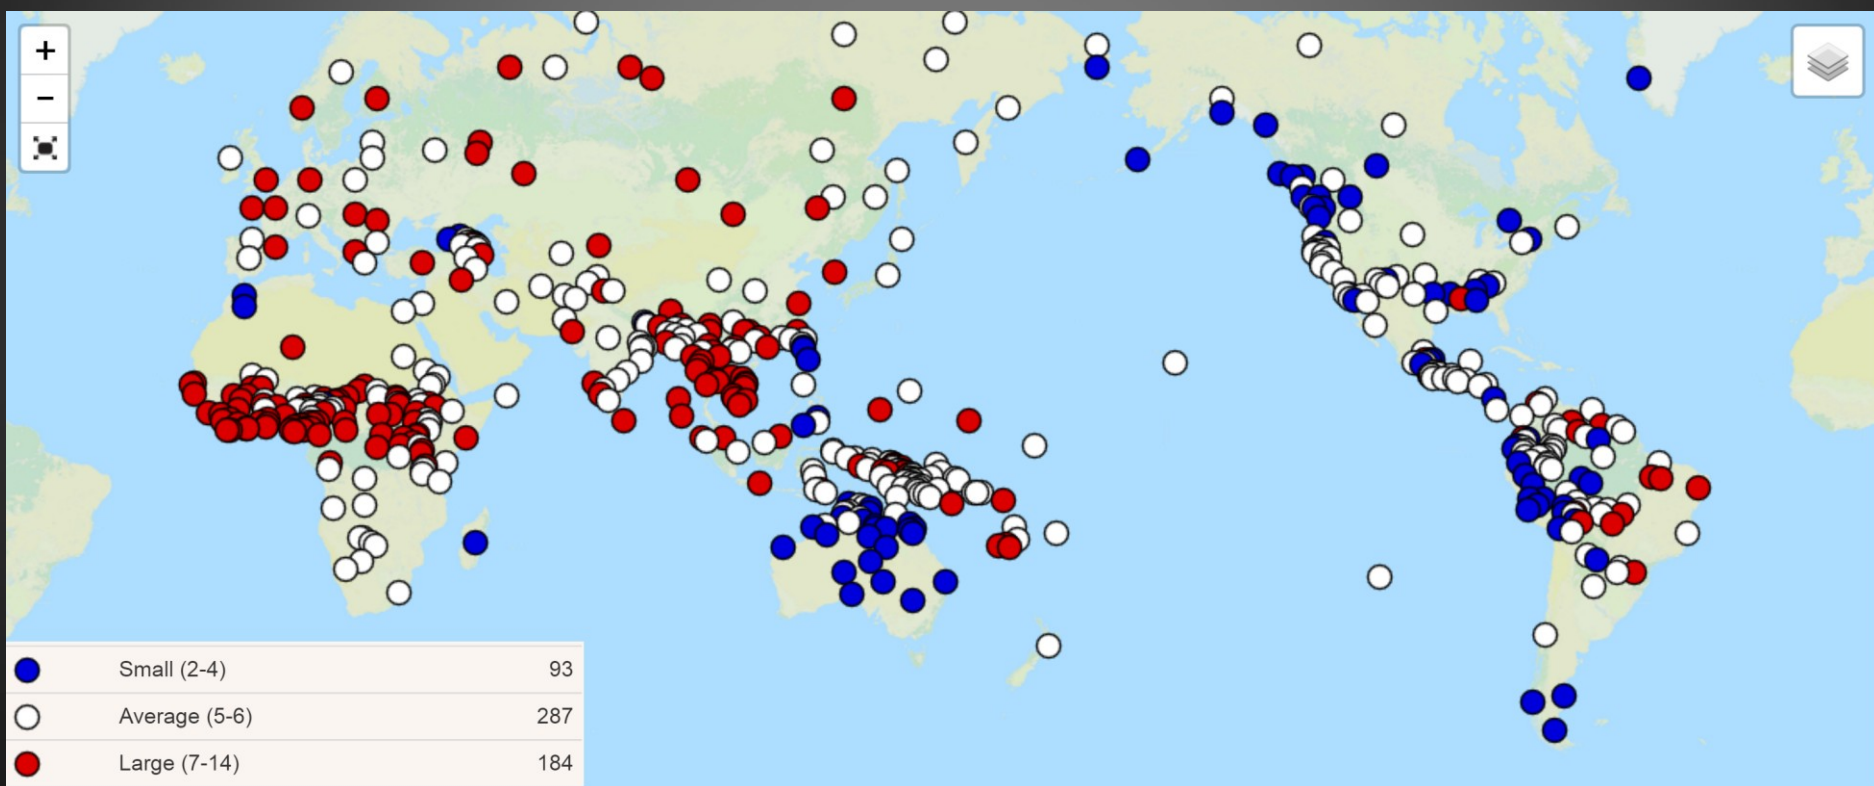 +
−
Small (2-4) 93
Average (5-6) 287
Large (7-14) 184